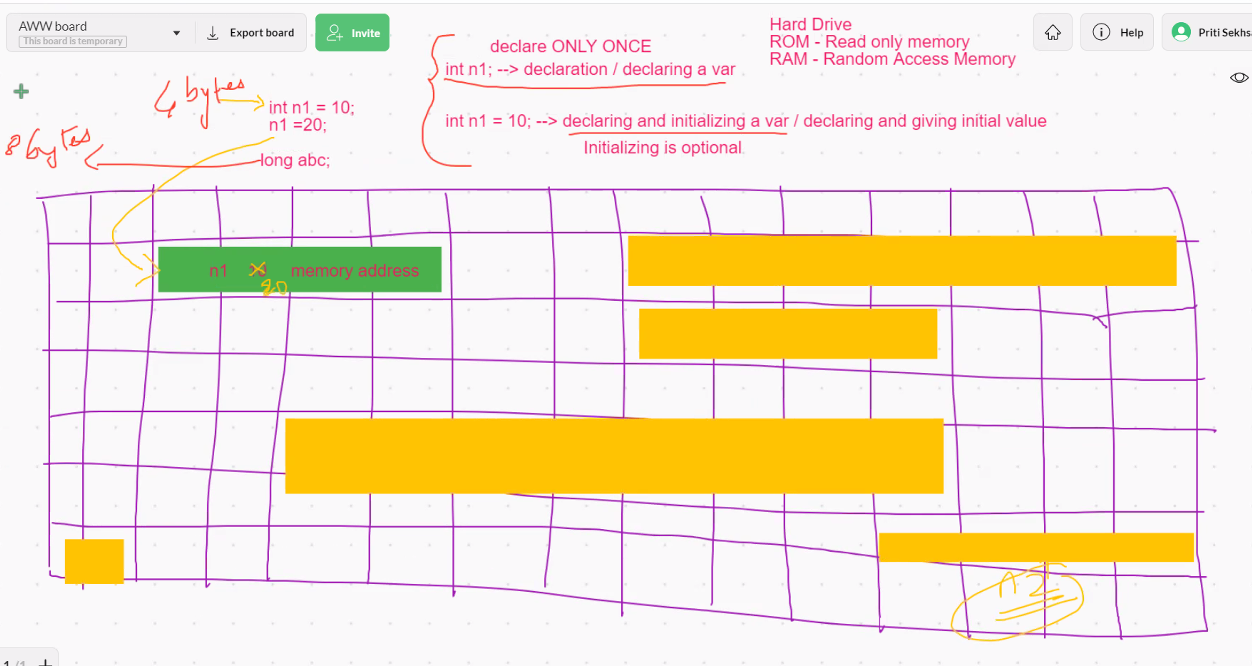 AWW board
This board is temporary
Export board
Invite
Help
Priti Sekhs
Hard Drive
ROM - Read only memory
RAM - Random Access Memory
declare ONLY ONCE
int n1; --> declaration / declaring a var
int n1 = 10; --> declaring and initializing a var / declaring and giving initial value
Initializing is optional
4 bytes
int n1 = 10;
n1 =20;
8 bytes
long abc;
n1
20
memory address
n2
1 /1